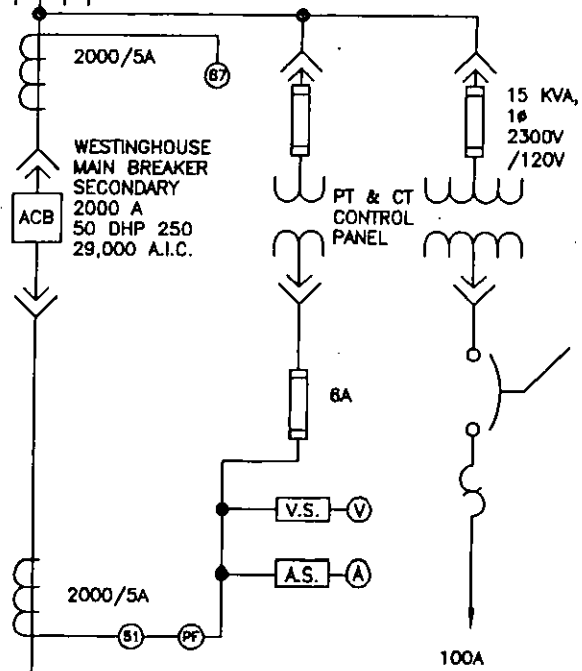 2000/5A
87
15 KVA,
1ø
2300V
/120V
WESTINGHOUSE
MAIN BREAKER
SECONDARY
2000 A
50 DHP 250
29,000 A.I.C.
ACB
PT & CT
CONTROL
PANEL
6A
V.S.
V
A.S.
A
2000/5A
51
PF
100A